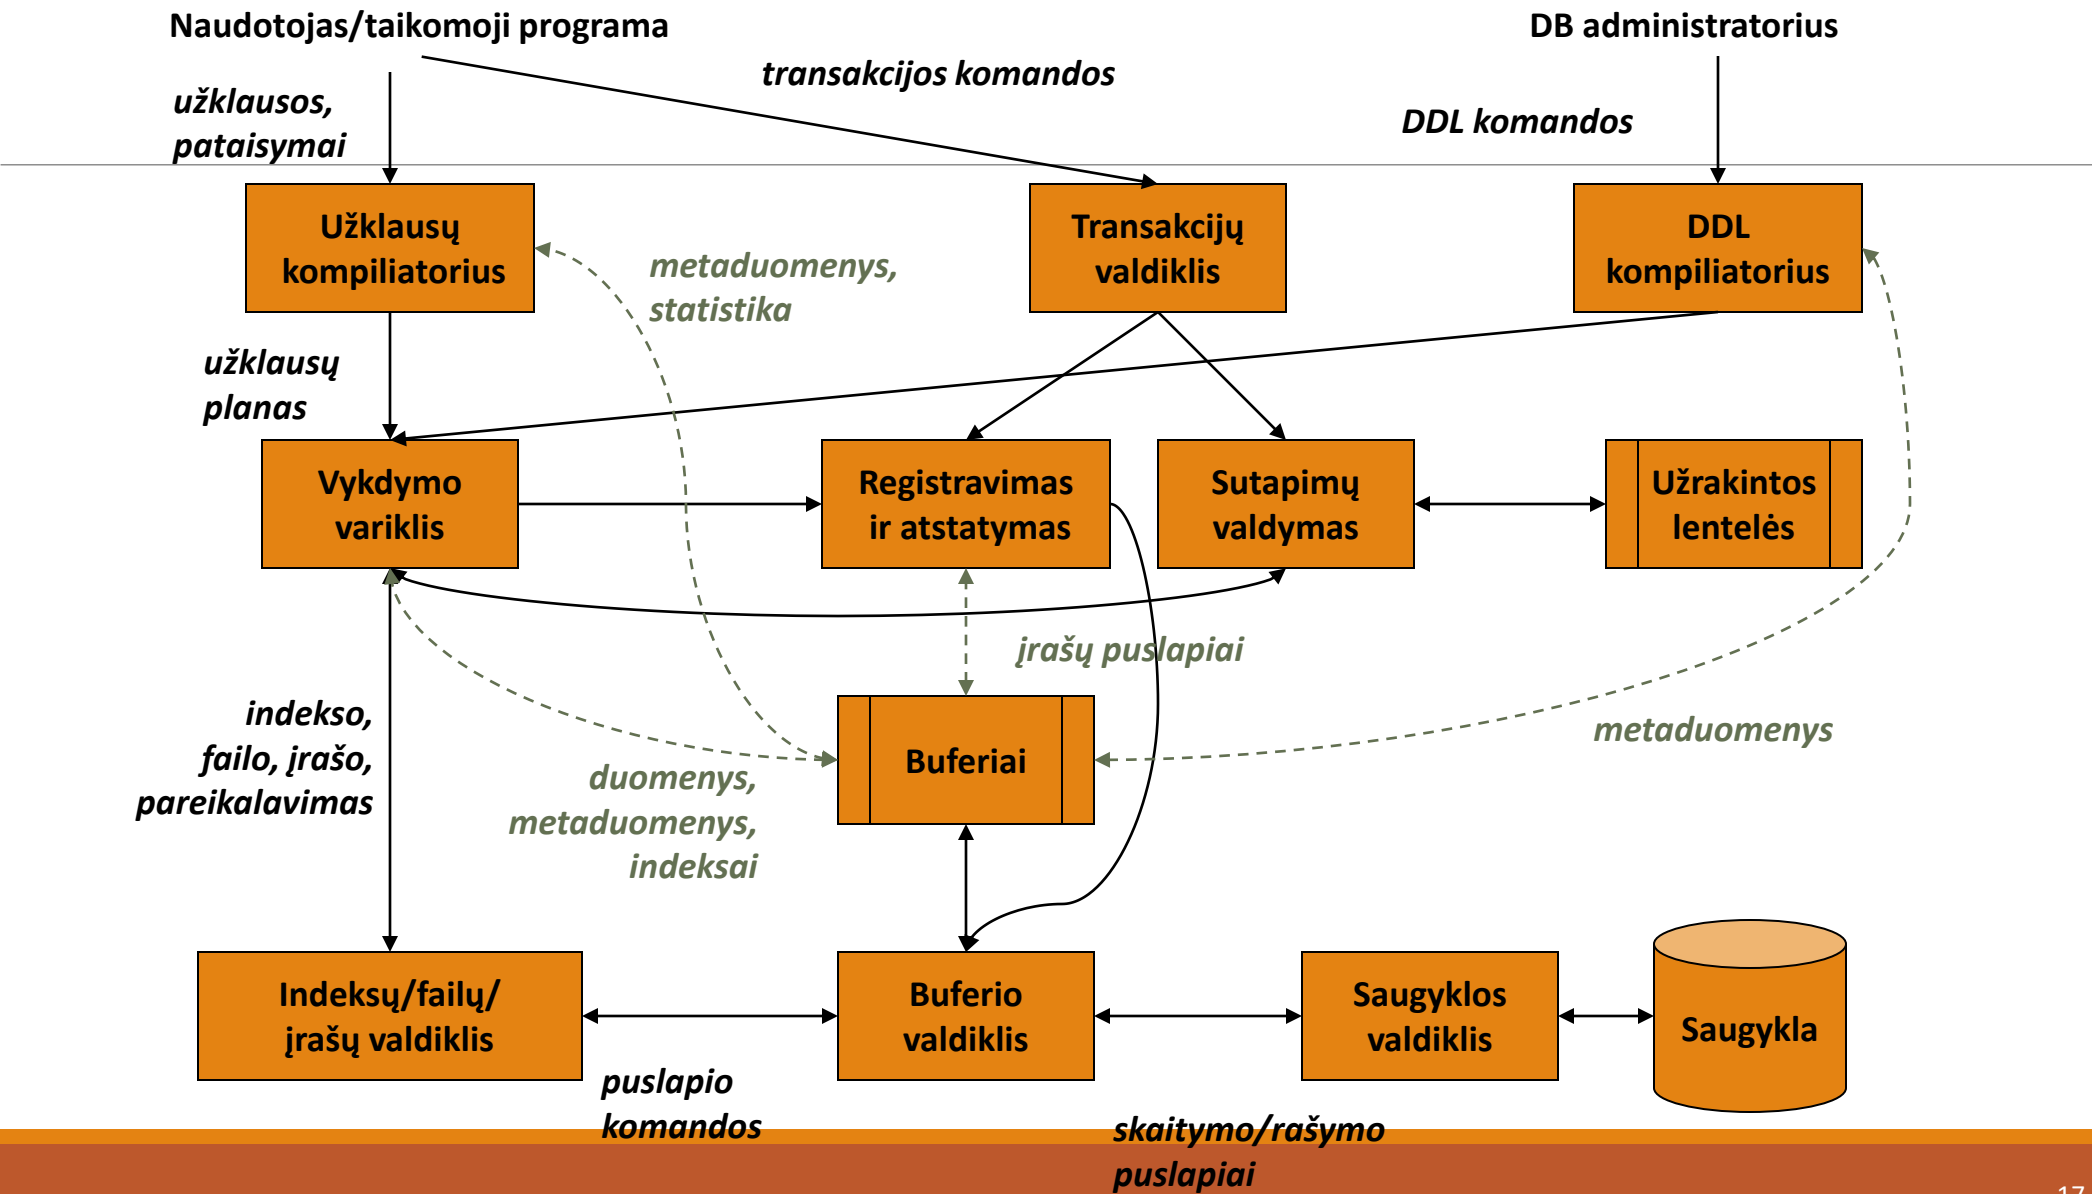 Naudotojas/taikomoji programa
DB administratorius
transakcijos komandos
užklausos,
pataisymai
DDL komandos
Užklausų
kompiliatorius
Transakcijų
valdiklis
DDL
kompiliatorius
metaduomenys,
statistika
užklausų
planas
Vykdymo
variklis
Registravimas
ir atstatymas
Sutapimų
valdymas
Užrakintos
lentelės
įrašų puslapiai
indekso,
failo, įrašo,
pareikalavimas
Buferiai
metaduomenys
duomenys,
metaduomenys,
indeksai
Indeksų/failų/
įrašų valdiklis
Buferio
valdiklis
Saugyklos
valdiklis
Saugykla
puslapio
komandos
skaitymo/rašymo
puslapiai
17